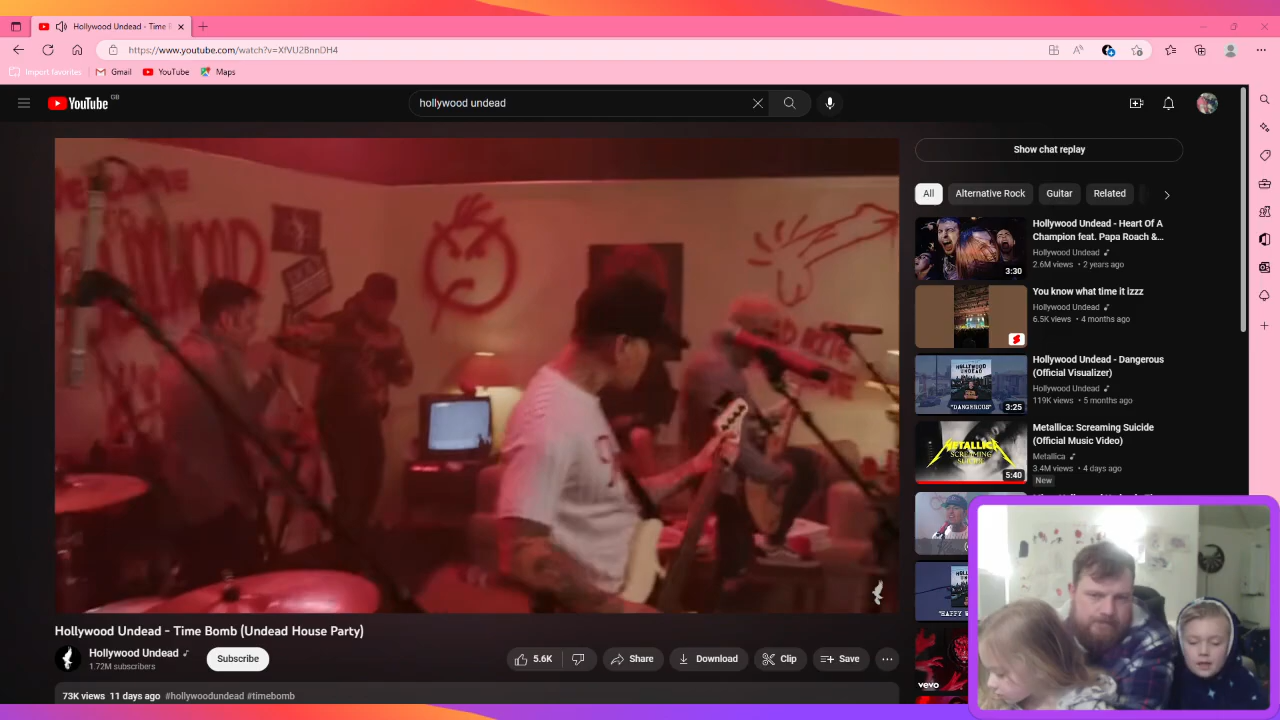 Hollywood Undead - Time
https://www.youtube.com/watch?v=XfVU2BnnDH4
Import favorites
Gmail
YouTube
Maps
YouTube GB
hollywood undead
Show chat replay
All
Alternative Rock
Guitar
Related
Hollywood Undead - Heart Of A
Champion feat. Papa Roach &...
Hollywood Undead
2.6M views • 2 years ago
3:30
You know what time it izzz
Hollywood Undead
6.5K views • 4 months ago
HOLLYWOOD
UNDEAD
"DANGEROUS"
3:25
Hollywood Undead - Dangerous
(Official Visualizer)
Hollywood Undead
119K views • 5 months ago
METALLICA
SCREAMING
SUICIDE
5:40
Metallica: Screaming Suicide
(Official Music Video)
Metallica
3.4M views • 4 days ago
New
vevo
Hollywood Undead - Time Bomb (Undead House Party)
Hollywood Undead
1.72M subscribers
Subscribe
5.6K
Share
Download
Clip
Save
73K views 11 days ago #hollywoodundead #timebomb